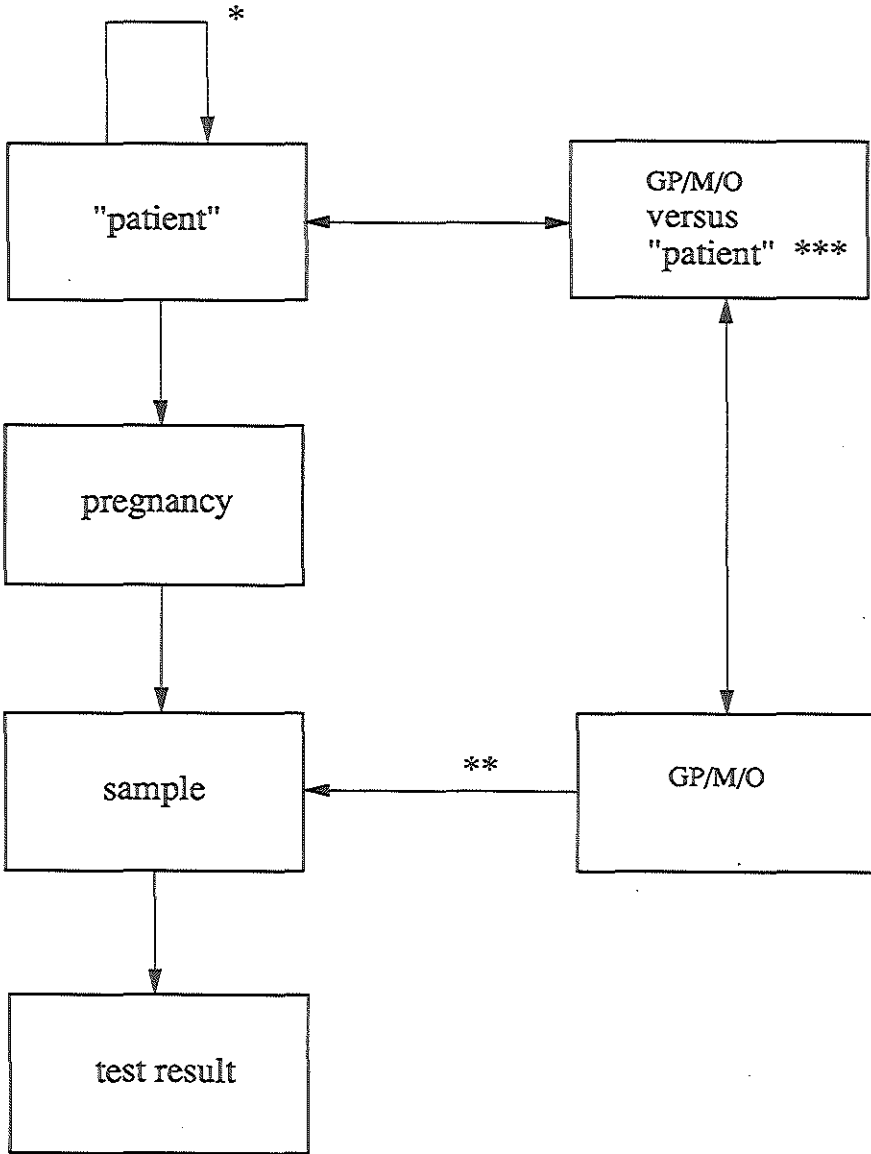 *
"patient"
GP/M/O
versus
"patient" ***
pregnancy
sample
**
GP/M/O
test result